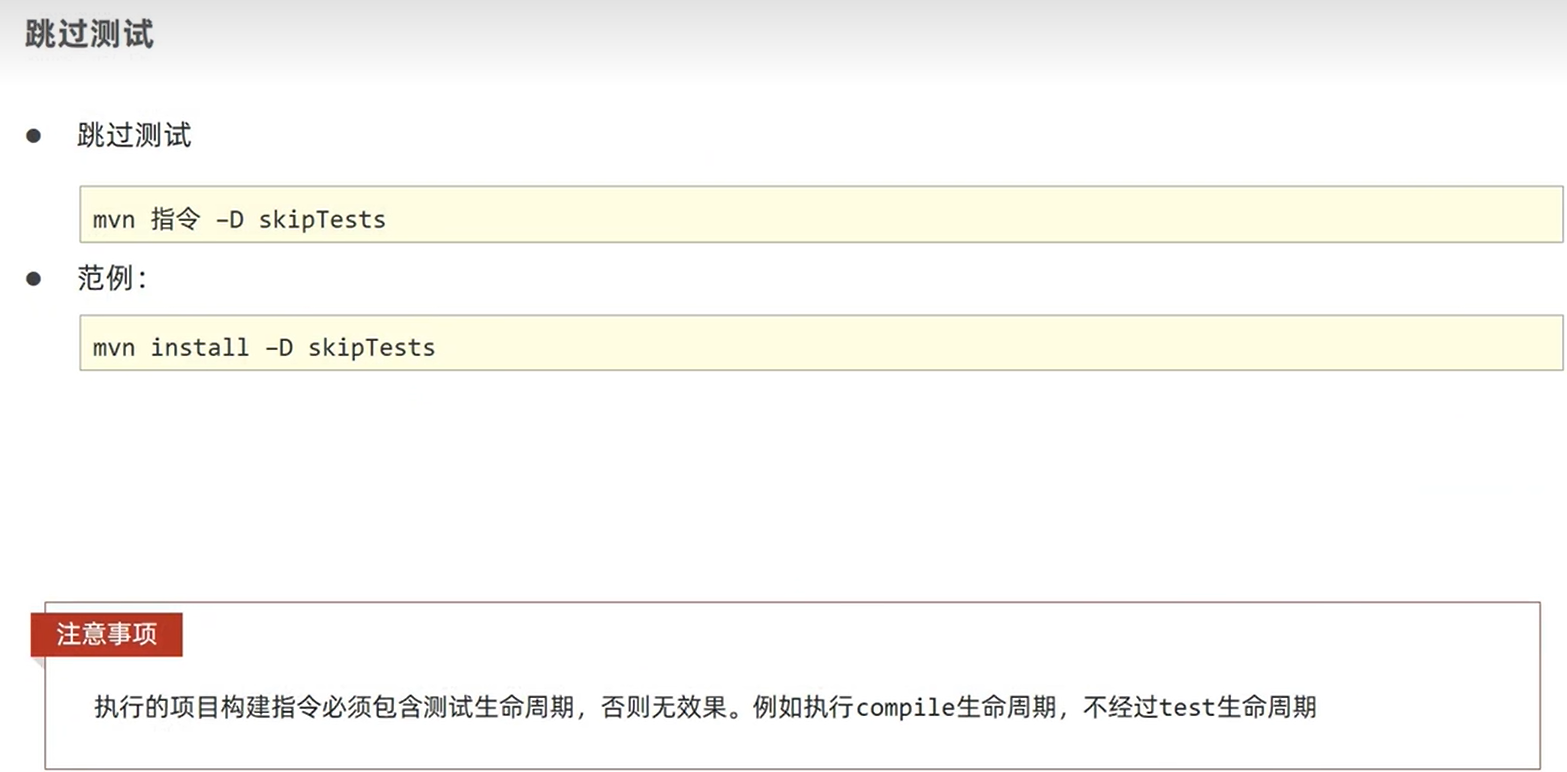 跳过测试
跳过测试
mvn 指令 –D skipTests
范例：
mvn install –D skipTests
注意事项
执行的项目构建指令必须包含测试生命周期，否则无效果。例如执行compile生命周期，不经过test生命周期